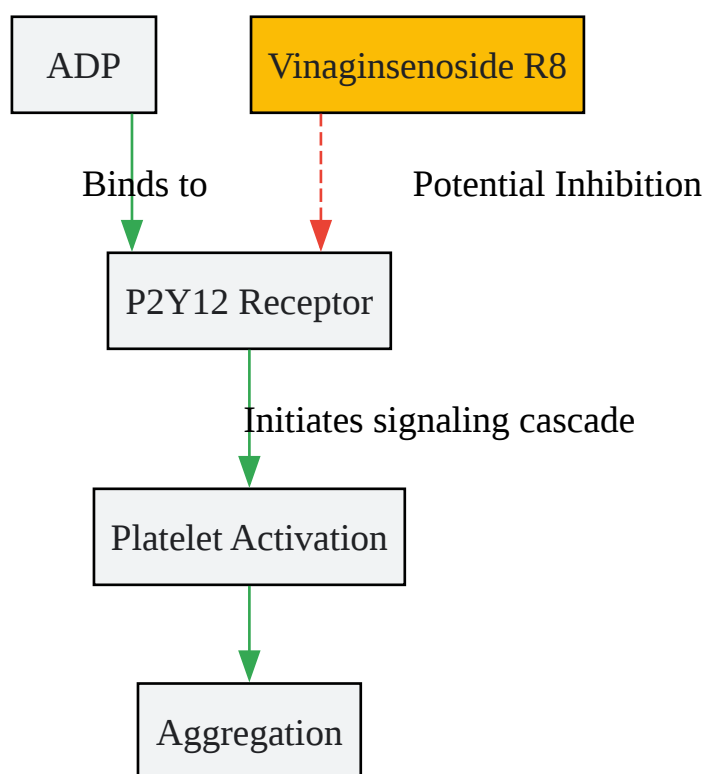 ADP
Vinaginsenoside R8
Binds to
Potential Inhibition
P2Y12 Receptor
Initiates signaling cascade
Platelet Activation
Aggregation